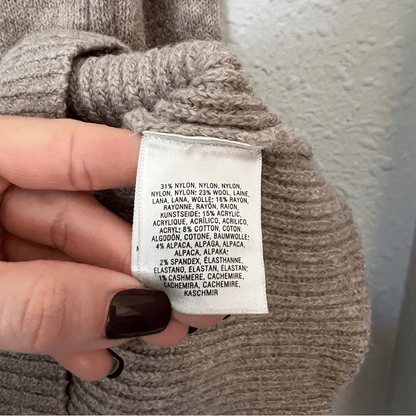 31% NYLON, NYLON, NYLON,
NYLON, NYLON; 23% WOOL, LAINE,
LANA, LANA, WOLLE; 16% RAYON,
RAYONNE, RAYÓN, RAION,
KUNSTSEIDE; 15% ACRYLIC,
ACRYLIQUE, ACRÍLICO, ACRILICO,
ACRYL; 8% COTTON, COTON,
ALGODÓN, COTONE, BAUMWOLLE;
4% ALPACA, ALPAGA, ALPACA,
ALPACA, ALPAKA;
2% SPANDEX, ÉLASTHANNE,
ELASTANO, ELASTAN, ELASTAN;
1% CASHMERE, CACHEMIRE,
CACHEMIRA, CACHEMIRA,
KASCHMIR